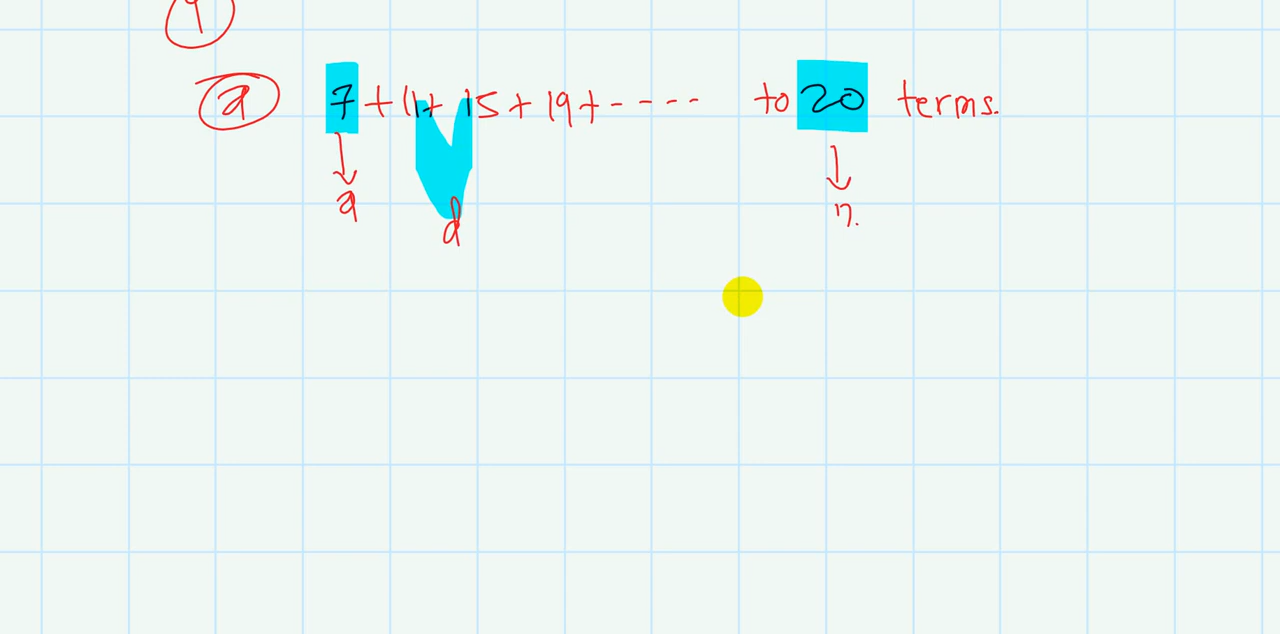 a 7 + 11 + 15 + 19 + ---- to 20 terms.
a d n.